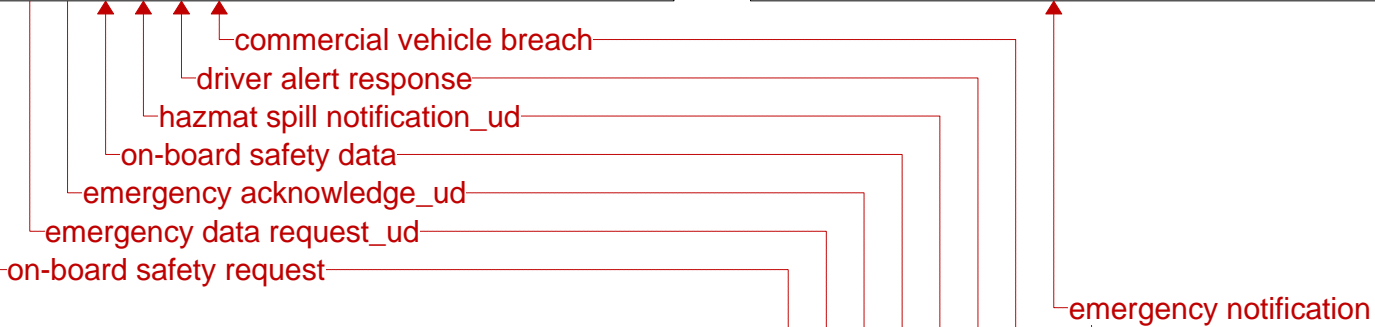 commercial vehicle breach
driver alert response
hazmat spill notification_ud
on-board safety data
emergency acknowledge_ud
emergency data request_ud
on-board safety request
emergency notification